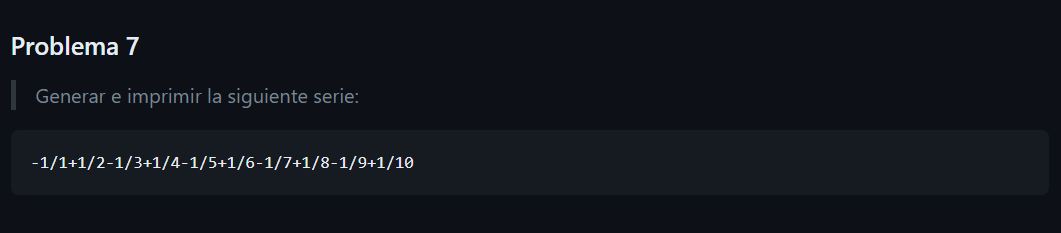 Problema 7
Generar e imprimir la siguiente serie:
-1/1+1/2-1/3+1/4-1/5+1/6-1/7+1/8-1/9+1/10